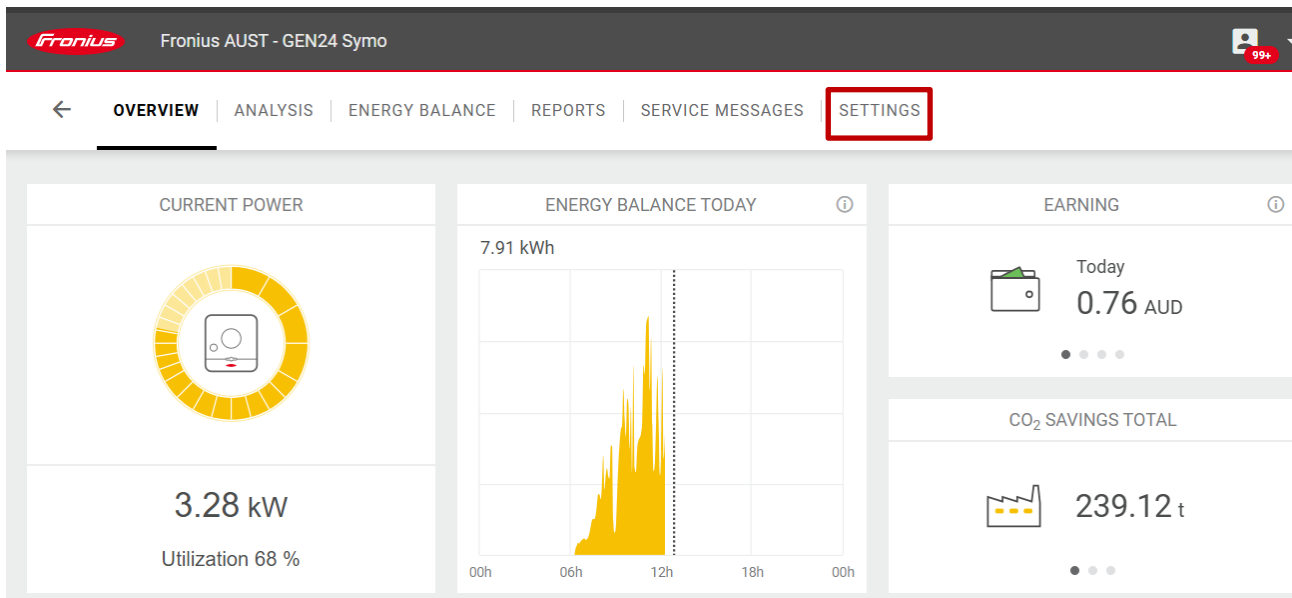 Fronius
Fronius AUST - GEN24 Symo
99+
OVERVIEW
ANALYSIS
ENERGY BALANCE
REPORTS
SERVICE MESSAGES
SETTINGS
CURRENT POWER
3.28 kW
Utilization 68 %
ENERGY BALANCE TODAY
7.91 kWh
00h 06h 12h 18h 00h
EARNING
Today
0.76 AUD
CO₂ SAVINGS TOTAL
239.12 t